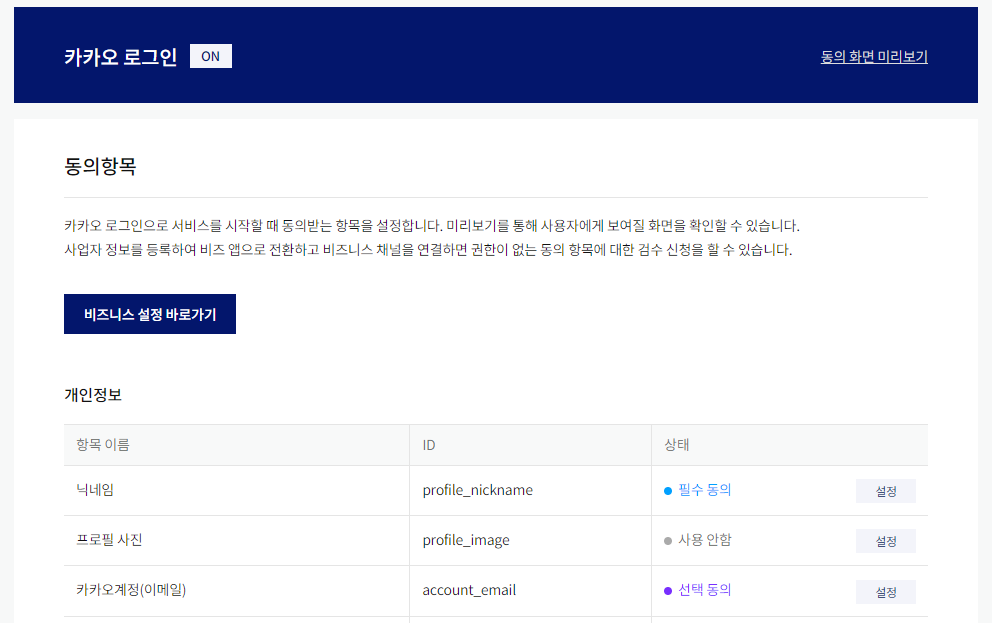 카카오 로그인 ON 동의 화면 미리보기
동의항목
카카오 로그인으로 서비스를 시작할 때 동의받는 항목을 설정합니다. 미리보기를 통해 사용자에게 보여질 화면을 확인할 수 있습니다.
사업자 정보를 등록하여 비즈 앱으로 전환하고 비즈니스 채널을 연결하면 권한이 없는 동의 항목에 대한 검수 신청을 할 수 있습니다.
비즈니스 설정 바로가기
개인정보
항목 이름 ID 상태
닉네임 profile_nickname 필수 동의 설정
프로필 사진 profile_image 사용 안함 설정
카카오계정(이메일) account_email 선택 동의 설정